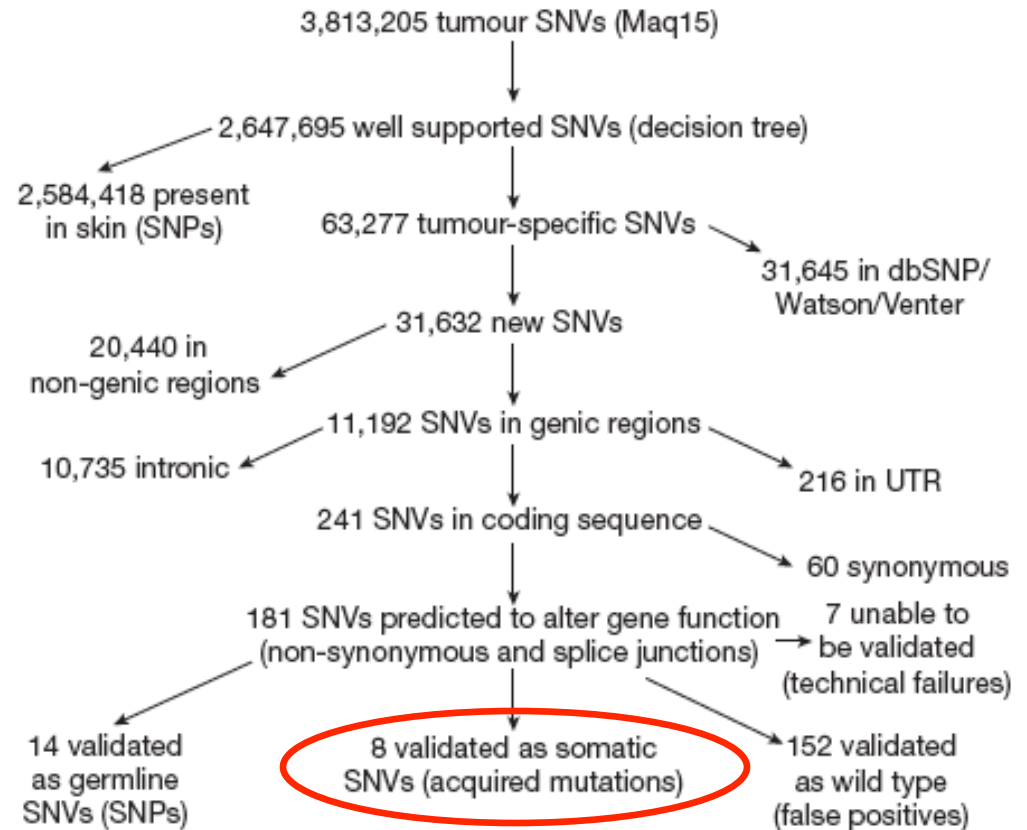 3,813,205 tumour SNVs (Maq15)
2,647,695 well supported SNVs (decision tree)
2,584,418 present
in skin (SNPs)
63,277 tumour-specific SNVs
31,645 in dbSNP/
Watson/Venter
31,632 new SNVs
20,440 in
non-genic regions
11,192 SNVs in genic regions
10,735 intronic
216 in UTR
241 SNVs in coding sequence
60 synonymous
181 SNVs predicted to alter gene function
(non-synonymous and splice junctions)
7 unable to
be validated
(technical failures)
14 validated
as germline
SNVs (SNPs)
8 validated as somatic
SNVs (acquired mutations)
152 validated
as wild type
(false positives)